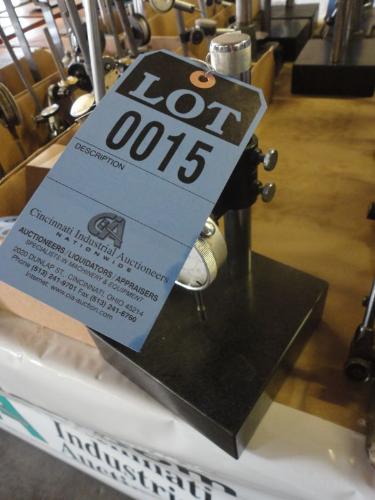 LOT
0015
DESCRIPTION
CIA
Cincinnati Industrial Auctioneers
NATIONWIDE
AUCTIONEERS / LIQUIDATORS / APPRAISERS
SPECIALISTS IN MACHINERY & EQUIPMENT
2020 DUNLAP ST., CINCINNATI, OHIO 45214
Phone (513) 241-9701 Fax (513) 241-6760
Internet: www.cia-auction.com
Industri